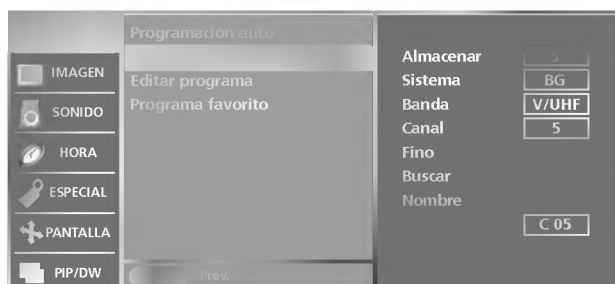 IMAGEN
SONIDO
HORA
ESPECIAL
PANTALLA
PIP/DW
Programación auto
Editar programa
Programa favorito
Prev.
Almacenar 5
Sistema BG
Banda V/UHF
Canal 5
Fino
Buscar
Nombre
C 05